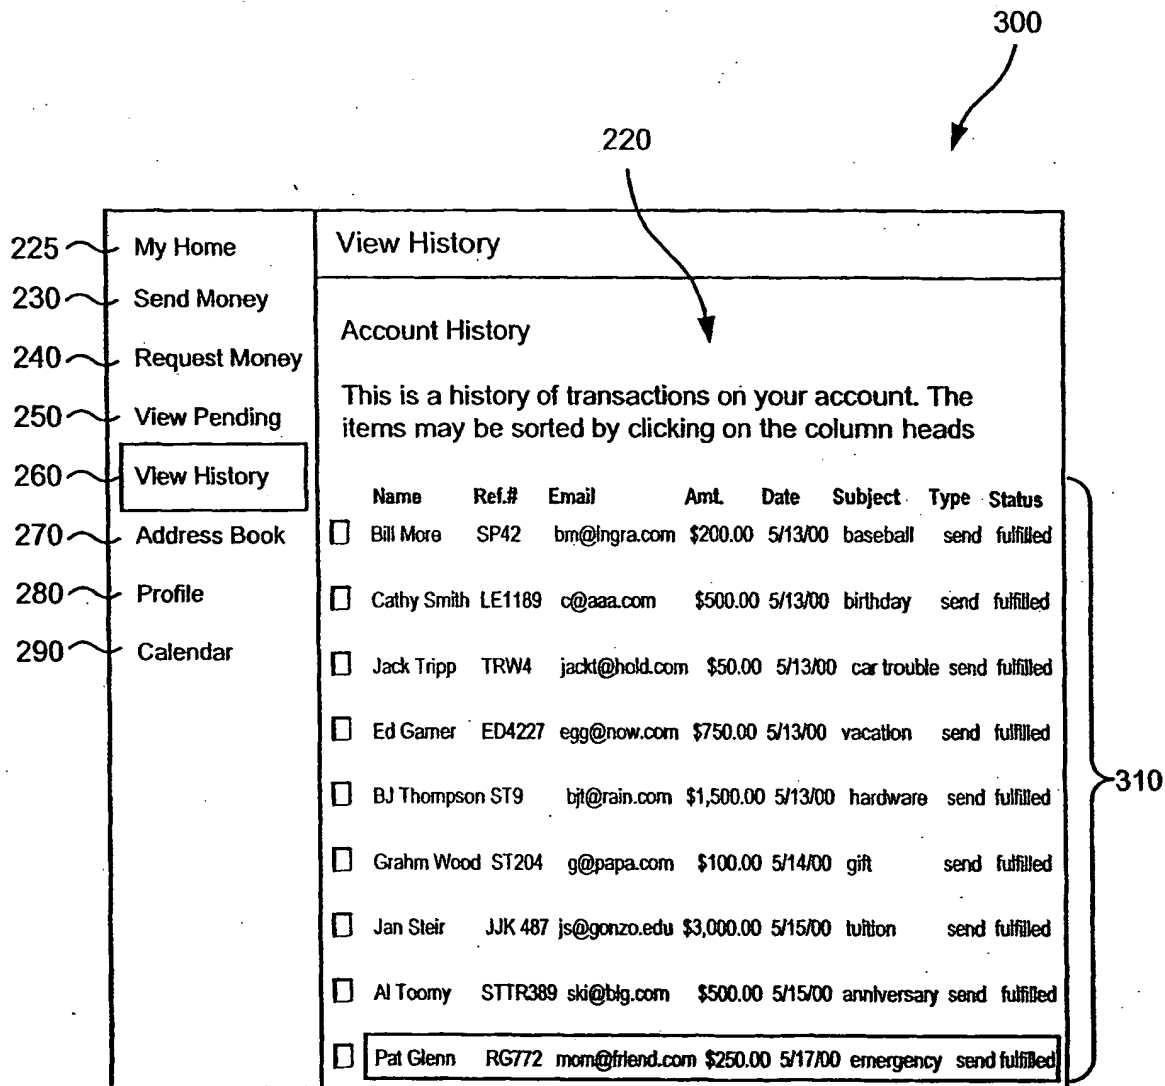 300
220
225 My Home
230 Send Money
240 Request Money
250 View Pending
260 View History
270 Address Book
280 Profile
290 Calendar
View History
Account History
This is a history of transactions on your account. The
items may be sorted by clicking on the column heads
Name Ref.# Email Amt. Date Subject Type Status
Bill More SP42 bm@lngra.com $200.00 5/13/00 baseball send fulfilled
Cathy Smith LE1189 c@aaa.com $500.00 5/13/00 birthday send fulfilled
Jack Tripp TRW4 jackt@hold.com $50.00 5/13/00 car trouble send fulfilled
Ed Garner ED4227 egg@now.com $750.00 5/13/00 vacation send fulfilled
BJ Thompson ST9 bjt@rain.com $1,500.00 5/13/00 hardware send fulfilled
Grahm Wood ST204 g@papa.com $100.00 5/14/00 gift send fulfilled
Jan Steir JJK 487 js@gonzo.edu $3,000.00 5/15/00 tuition send fulfilled
Al Toomy STTR389 ski@blg.com $500.00 5/15/00 anniversary send fulfilled
Pat Glenn RG772 mom@friend.com $250.00 5/17/00 emergency send fulfilled
310